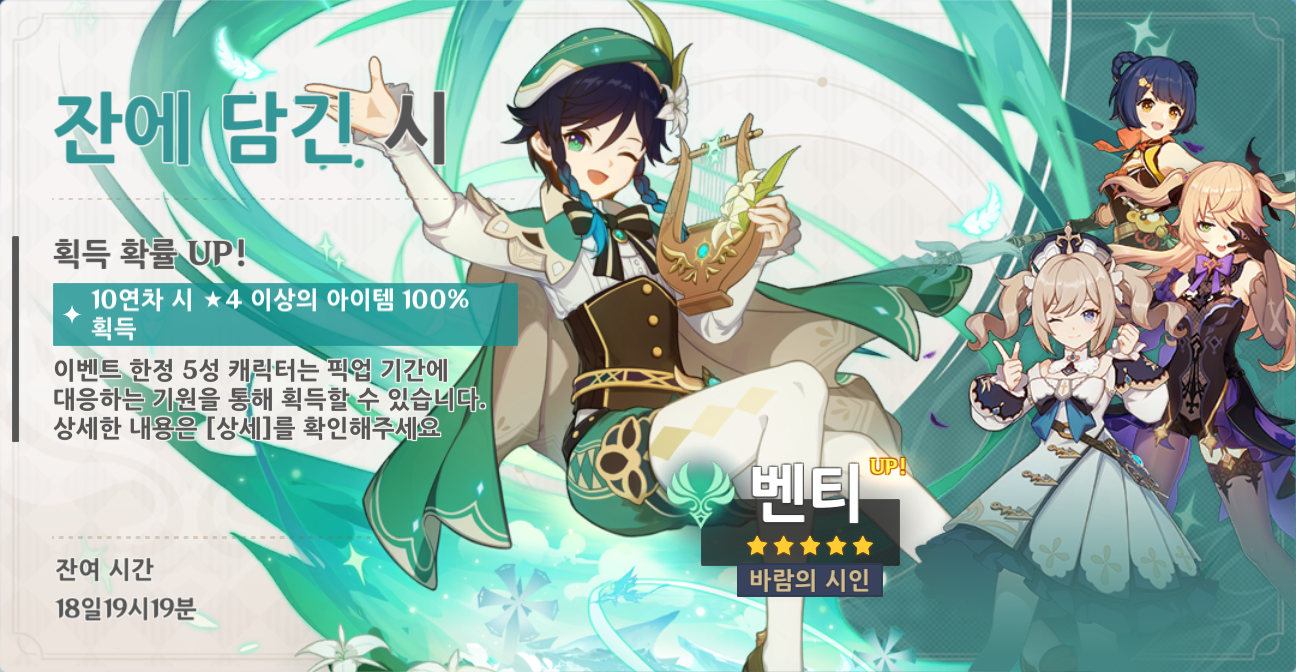 잔에 담긴 시
획득 확률 UP!
10연차 시 ★4 이상의 아이템 100%
획득
이벤트 한정 5성 캐릭터는 픽업 기간에
대응하는 기원을 통해 획득할 수 있습니다.
상세한 내용은 [상세]를 확인해주세요
잔여 시간
18일19시19분
벤티 UP!
★★★★★
바람의 시인